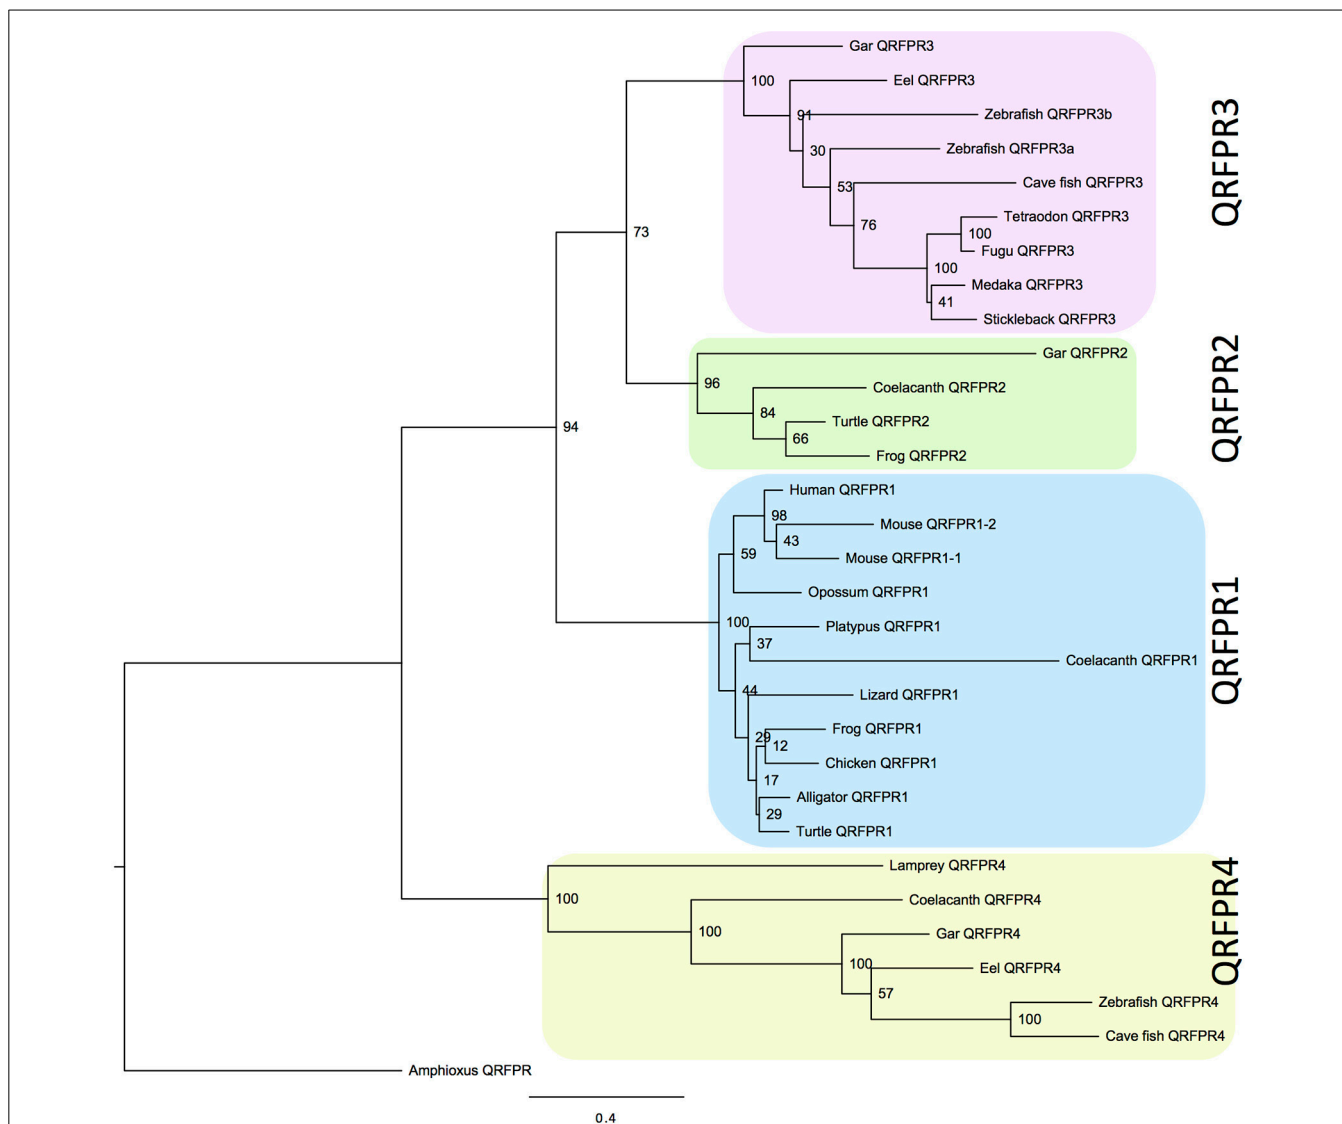 Gar QRFPR3
100
Eel QRFPR3
91
Zebrafish QRFPR3b
30
Zebrafish QRFPR3a
53
Cave fish QRFPR3
76
Tetraodon QRFPR3
100
Fugu QRFPR3
100
Medaka QRFPR3
41
Stickleback QRFPR3
QRFPR3
73
Gar QRFPR2
96
Coelacanth QRFPR2
84
Turtle QRFPR2
66
Frog QRFPR2
QRFPR2
94
Human QRFPR1
98
Mouse QRFPR1-2
43
59
Mouse QRFPR1-1
Opossum QRFPR1
100
Platypus QRFPR1
37
Coelacanth QRFPR1
44
Lizard QRFPR1
Frog QRFPR1
29
12
Chicken QRFPR1
17
Alligator QRFPR1
29
Turtle QRFPR1
QRFPR1
Lamprey QRFPR4
100
Coelacanth QRFPR4
100
Gar QRFPR4
100
Eel QRFPR4
57
Zebrafish QRFPR4
100
Cave fish QRFPR4
QRFPR4
Amphioxus QRFPR
0.4